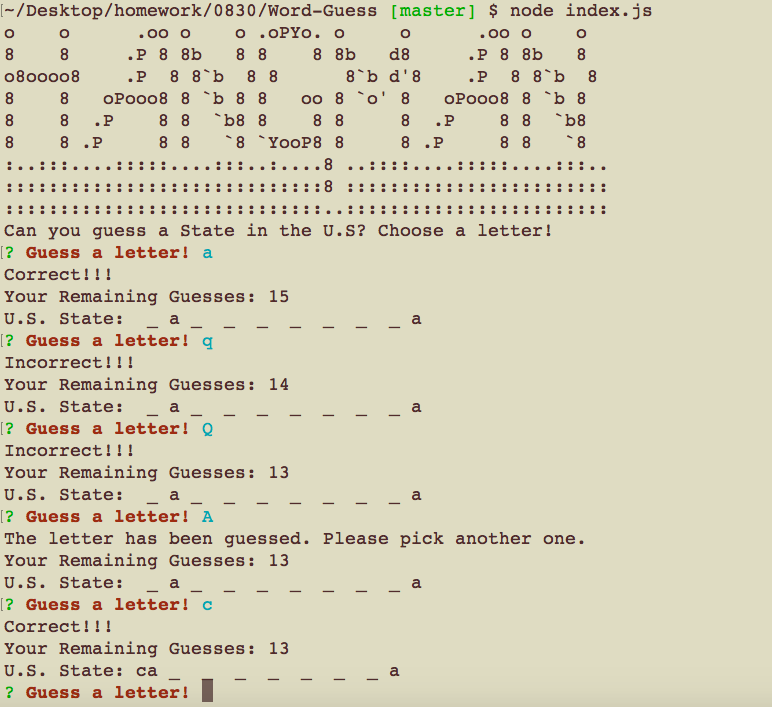 ~/Desktop/homework/0830/Word-Guess [master] $ node index.js
o     o      .oo o    o .oPYo. o     o      .oo o    o
8     8     .P 8 8b   8 8    8 8b   d8     .P 8 8b   8
o8oooo8    .P  8 8`b  8 8      8`b d'8    .P  8 8`b  8
8     8   oPooo8 8 `b 8 8   oo 8 `o' 8   oPooo8 8 `b 8
8     8  .P    8 8  `b8 8    8 8     8  .P    8 8  `b8
8     8 .P     8 8   `8 `YooP8 8     8 .P     8 8   `8
:..:::....:::::....:::..:....8 ..::::....:::::....:::..
:::::::::::::::::::::::::::::8 ::::::::::::::::::::::::
:::::::::::::::::::::::::::::..::::::::::::::::::::::::
Can you guess a State in the U.S? Choose a letter!
? Guess a letter! a
Correct!!!
Your Remaining Guesses: 15
U.S. State:  _ a _  _  _  _  _  _  _ a
? Guess a letter! q
Incorrect!!!
Your Remaining Guesses: 14
U.S. State:  _ a _  _  _  _  _  _  _ a
? Guess a letter! Q
Incorrect!!!
Your Remaining Guesses: 13
U.S. State:  _ a _  _  _  _  _  _  _ a
? Guess a letter! A
The letter has been guessed. Please pick another one.
Your Remaining Guesses: 13
U.S. State:  _ a _  _  _  _  _  _  _ a
? Guess a letter! c
Correct!!!
Your Remaining Guesses: 13
U.S. State: ca _  _  _  _  _  _  _ a
? Guess a letter!